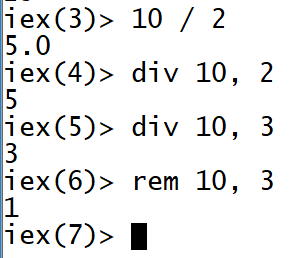 iex(3)> 10 / 2
5.0
iex(4)> div 10, 2
5
iex(5)> div 10, 3
3
iex(6)> rem 10, 3
1
iex(7)>